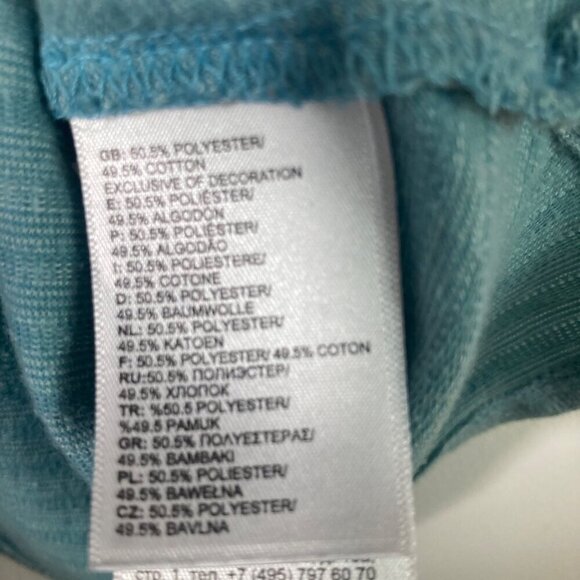 GB: 50.5% POLYESTER/
49.5% COTTON
EXCLUSIVE OF DECORATION
E: 50.5% POLIÉSTER/
49.5% ALGODÓN
P: 50.5% POLIÉSTER/
49.5% ALGODÃO
I: 50.5% POLIESTERE/
49.5% COTONE
D: 50.5% POLYESTER/
49.5% BAUMWOLLE
NL: 50.5% POLYESTER/
49.5% KATOEN
F: 50.5% POLYESTER/ 49.5% COTON
RU:50.5% ПОЛИЭСТЕР/
49.5% ХЛОПОК
TR: %50.5 POLYESTER/
%49.5 PAMUK
GR: 50.5% ΠΟΛΥΕΣΤΕΡΑΣ/
49.5% ΒΑΜΒΑΚΙ
PL: 50.5% POLIESTER/
49.5% BAWEŁNA
CZ: 50.5% POLYESTER/
49.5% BAVLNA
стр. 1, тел. +7 (495) 797 60 70